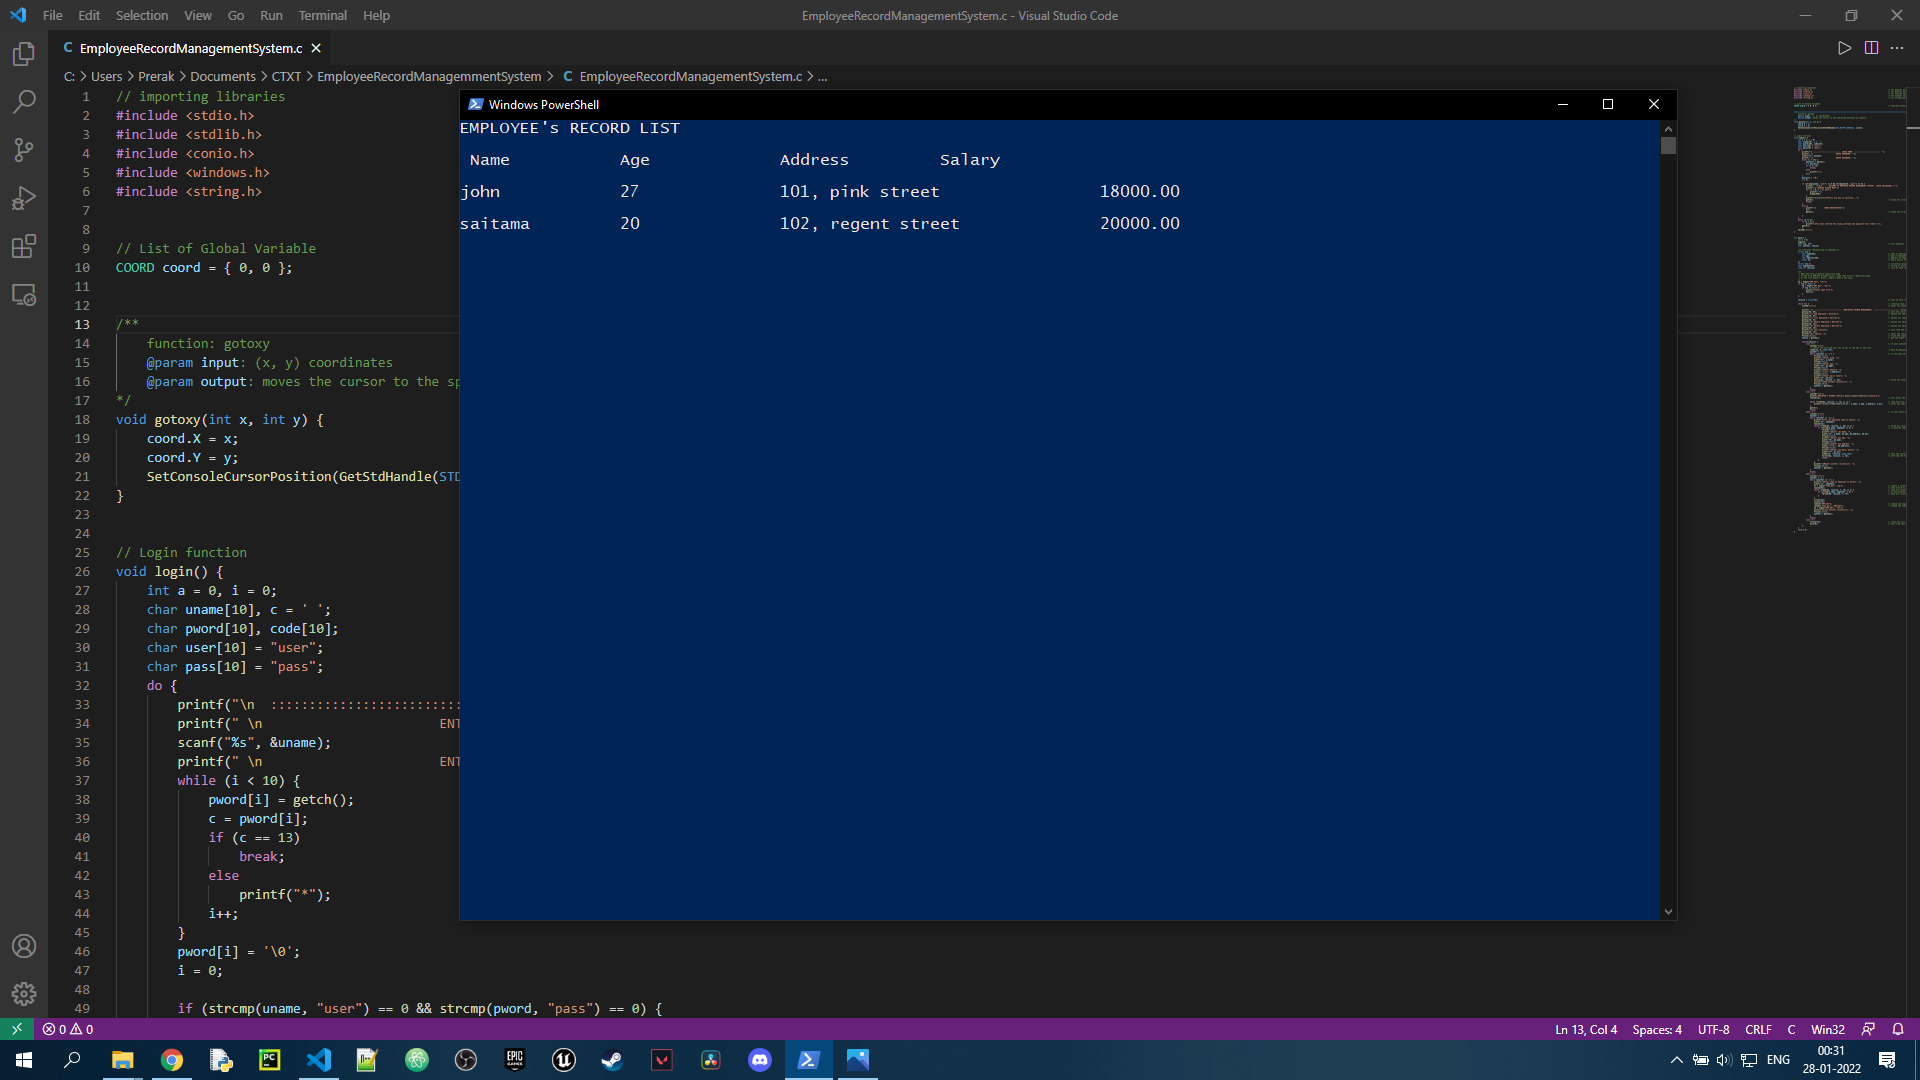 File Edit Selection View Go Run Terminal Help
EmployeeRecordManagementSystem.c - Visual Studio Code
C EmployeeRecordManagementSystem.c
C: > Users > Prerak > Documents > CTXT > EmployeeRecordManagemmentSystem > C EmployeeRecordManagementSystem.c > ...
1 // importing libraries
2 #include <stdio.h>
3 #include <stdlib.h>
4 #include <conio.h>
5 #include <windows.h>
6 #include <string.h>
7
8
9 // List of Global Variable
10 COORD coord = { 0, 0 };
11
12
13 /**
14 function: gotoxy
15 @param input: (x, y) coordinates
16 @param output: moves the cursor to the sp
17 */
18 void gotoxy(int x, int y) {
19 coord.X = x;
20 coord.Y = y;
21 SetConsoleCursorPosition(GetStdHandle(STD
22 }
23
24
25 // Login function
26 void login() {
27 int a = 0, i = 0;
28 char uname[10], c = ' ';
29 char pword[10], code[10];
30 char user[10] = "user";
31 char pass[10] = "pass";
32 do {
33 printf("\n :::::::::::::::::::::::::
34 printf(" \n ENT
35 scanf("%s", &uname);
36 printf(" \n ENT
37 while (i < 10) {
38 pword[i] = getch();
39 c = pword[i];
40 if (c == 13)
41 break;
42 else
43 printf("*");
44 i++;
45 }
46 pword[i] = '\0';
47 i = 0;
48
49 if (strcmp(uname, "user") == 0 && strcmp(pword, "pass") == 0) {
Windows PowerShell
EMPLOYEE's RECORD LIST
Name Age Address Salary
john 27 101, pink street 18000.00
saitama 20 102, regent street 20000.00
0 0
Ln 13, Col 4 Spaces: 4 UTF-8 CRLF C Win32
PC
EPIC GAMES
ENG
00:31
28-01-2022